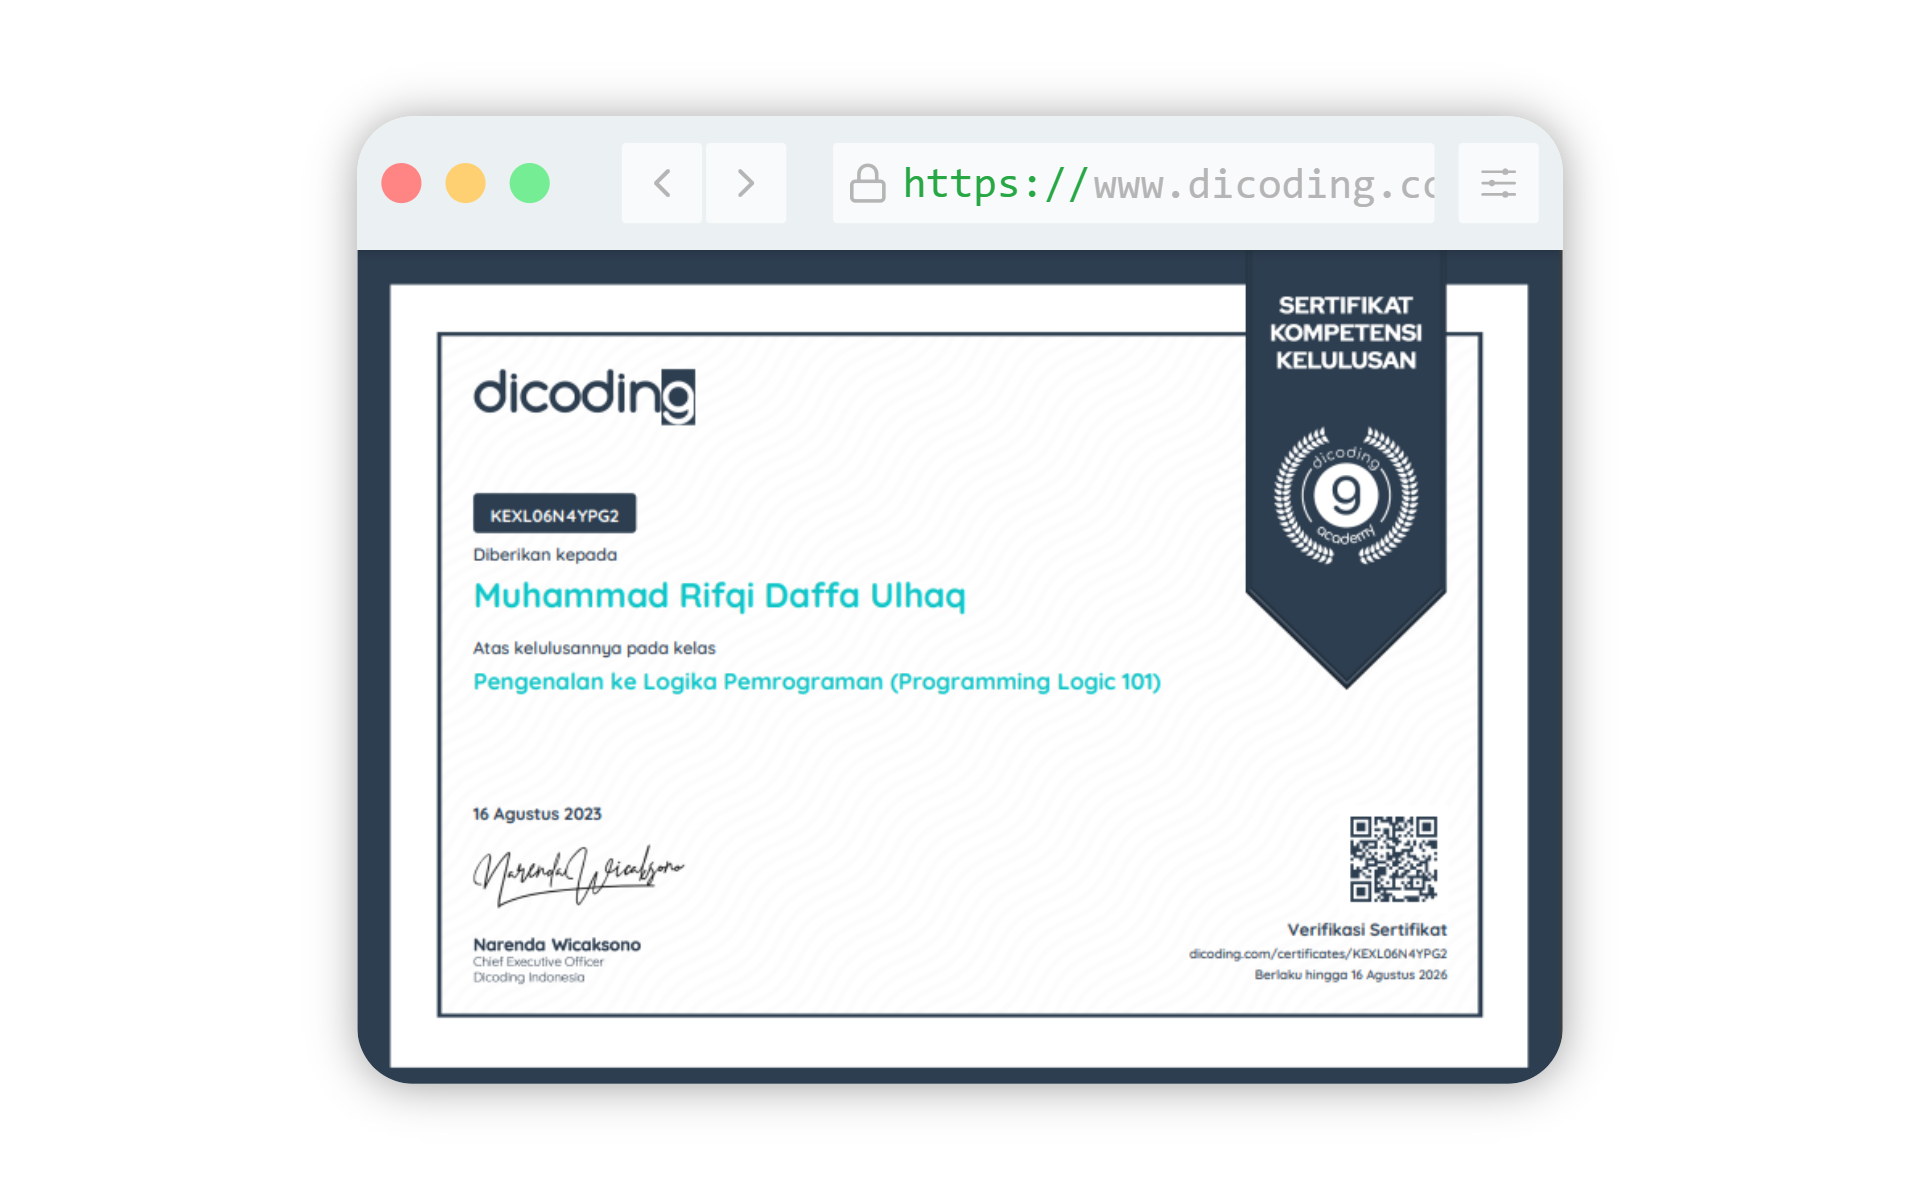 https://www.dicoding.co
SERTIFIKAT
KOMPETENSI
KELULUSAN
dicoding
dicoding
g
academy
KEXL06N4YPG2
Diberikan kepada
Muhammad Rifqi Daffa Ulhaq
Atas kelulusannya pada kelas
Pengenalan ke Logika Pemrograman (Programming Logic 101)
16 Agustus 2023
Narenda Wicaksono
Narenda Wicaksono
Chief Executive Officer
Dicoding Indonesia
Verifikasi Sertifikat
dicoding.com/certificates/KEXL06N4YPG2
Berlaku hingga 16 Agustus 2026